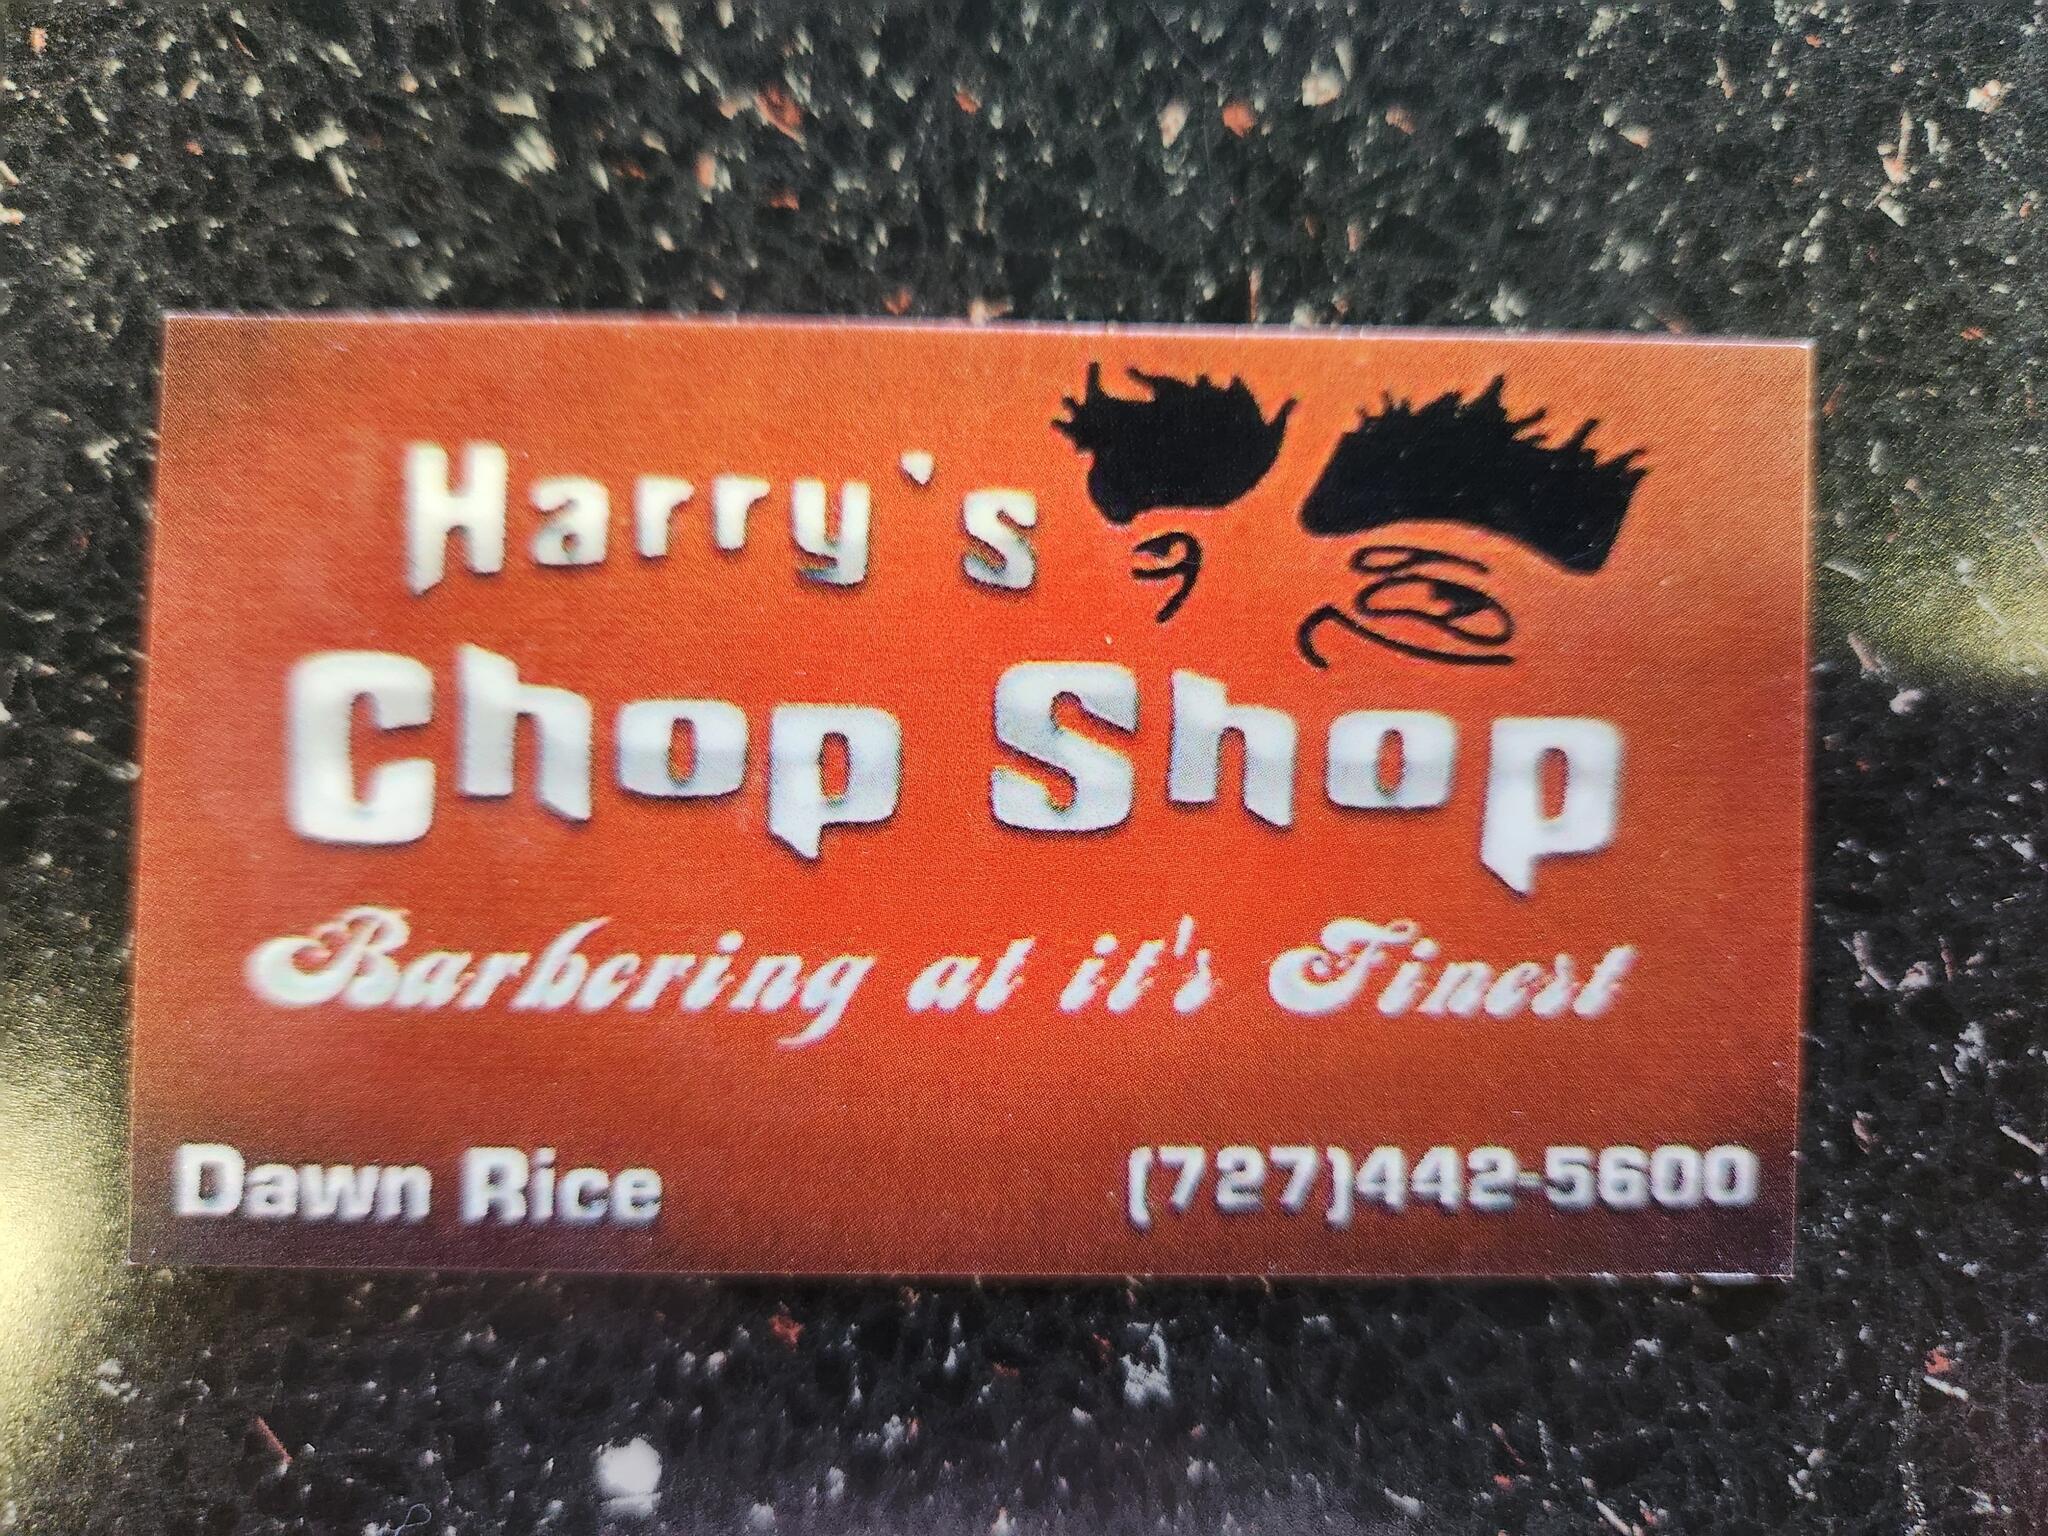 Harry's
Chop Shop
Barbering at it's Finest
Dawn Rice (727)442-5600